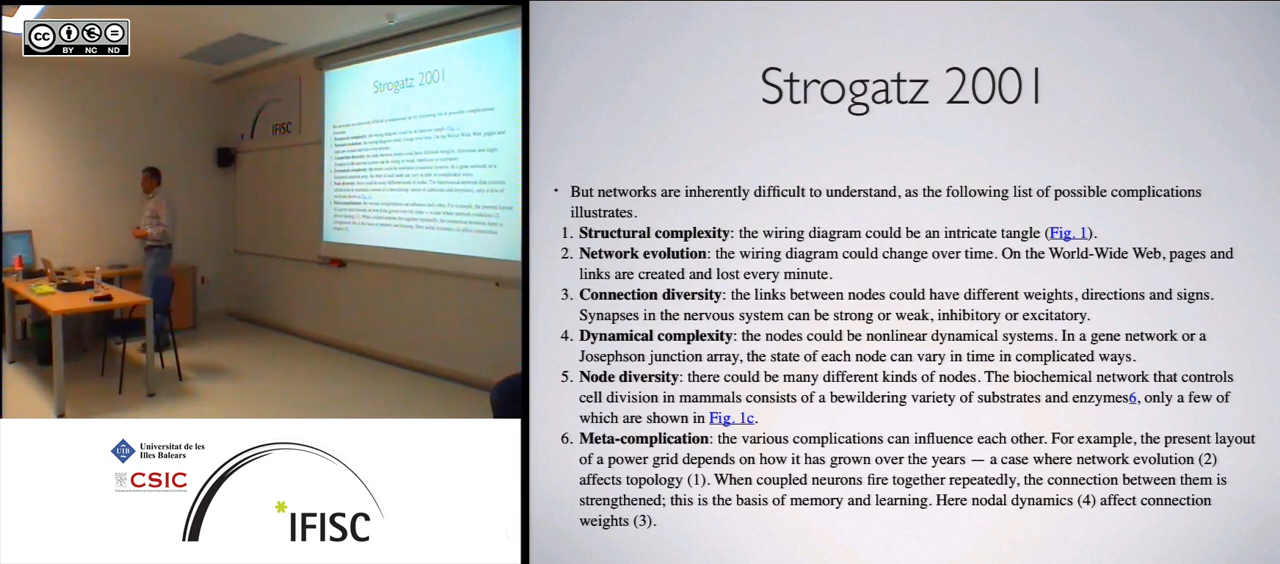 cc
BY NC ND
Strogatz 2001
IFISC
Universitat de les
Illes Balears
UIB
CSIC
IFISC
Strogatz 2001
But networks are inherently difficult to understand, as the following list of possible complications
illustrates.
1. Structural complexity: the wiring diagram could be an intricate tangle (Fig. 1).
2. Network evolution: the wiring diagram could change over time. On the World-Wide Web, pages and
links are created and lost every minute.
3. Connection diversity: the links between nodes could have different weights, directions and signs.
Synapses in the nervous system can be strong or weak, inhibitory or excitatory.
4. Dynamical complexity: the nodes could be nonlinear dynamical systems. In a gene network or a
Josephson junction array, the state of each node can vary in time in complicated ways.
5. Node diversity: there could be many different kinds of nodes. The biochemical network that controls
cell division in mammals consists of a bewildering variety of substrates and enzymes6, only a few of
which are shown in Fig. 1c.
6. Meta-complication: the various complications can influence each other. For example, the present layout
of a power grid depends on how it has grown over the years — a case where network evolution (2)
affects topology (1). When coupled neurons fire together repeatedly, the connection between them is
strengthened; this is the basis of memory and learning. Here nodal dynamics (4) affect connection
weights (3).